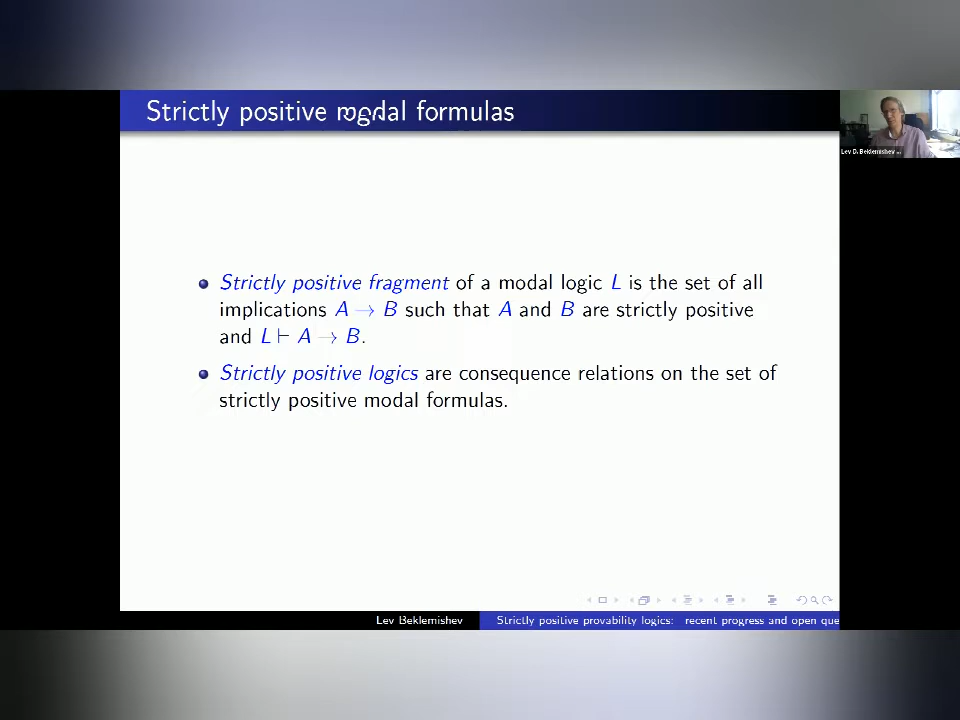 Strictly positive modal formulas
Lev D. Beklemishev ...
Strictly positive fragment of a modal logic L is the set of all
implications A → B such that A and B are strictly positive
and L ⊢ A → B.
Strictly positive logics are consequence relations on the set of
strictly positive modal formulas.
Lev Beklemishev
Strictly positive provability logics: recent progress and open que